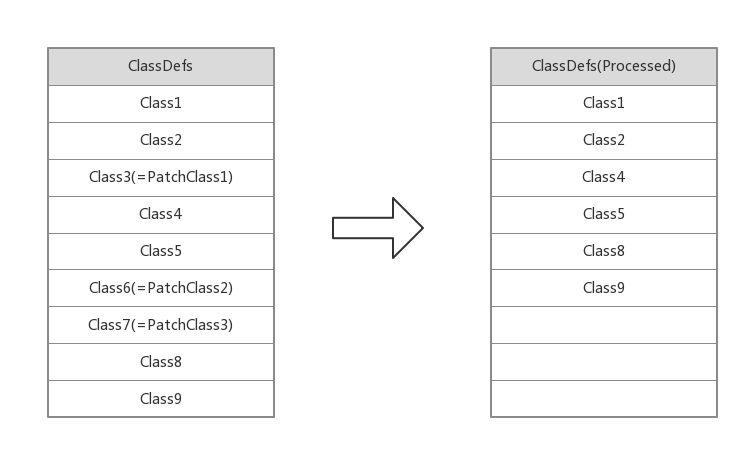 ClassDefs
Class1
Class2
Class3(=PatchClass1)
Class4
Class5
Class6(=PatchClass2)
Class7(=PatchClass3)
Class8
Class9
ClassDefs(Processed)
Class1
Class2
Class4
Class5
Class8
Class9